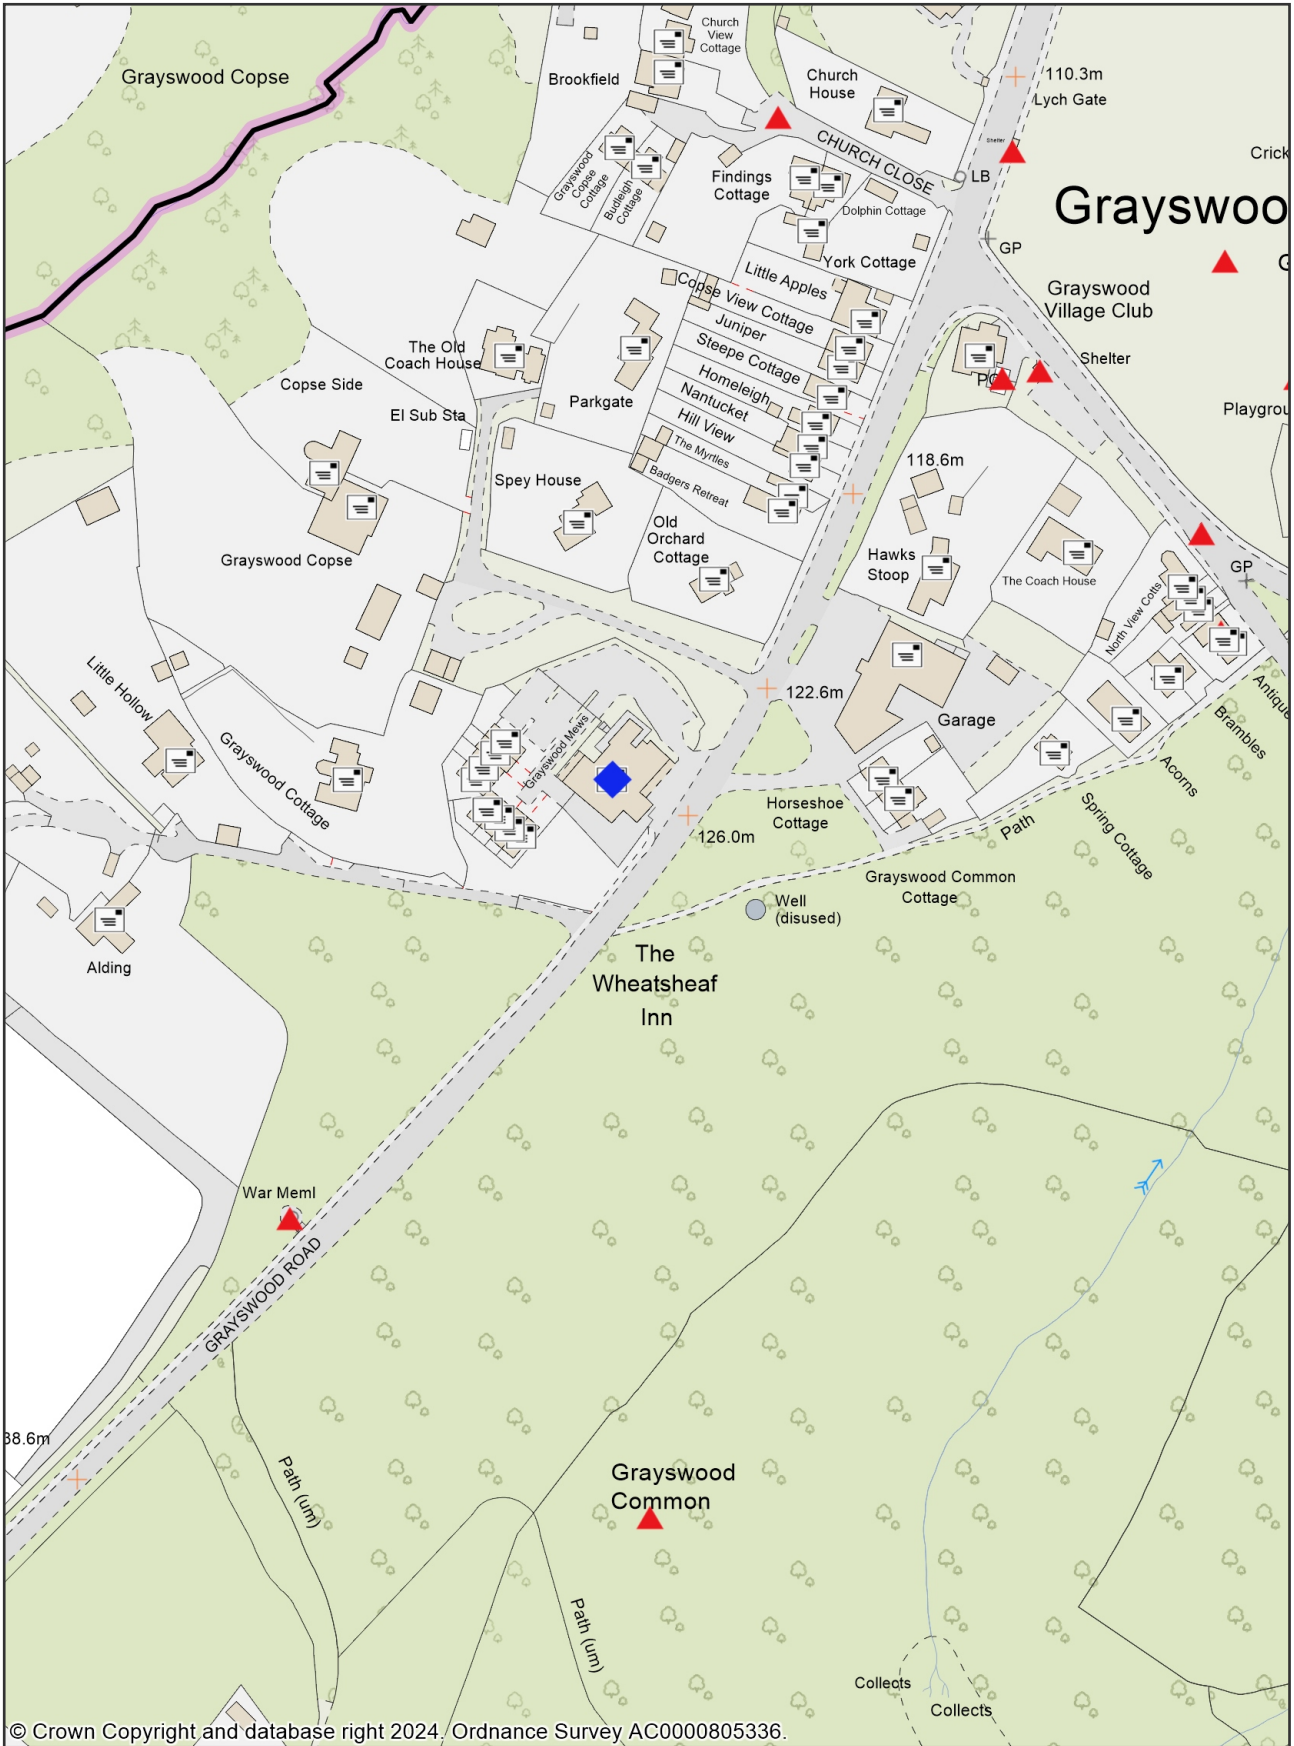 Church
View
Cottage
Grayswood Copse
Brookfield
Church
House
110.3m
Lych Gate
Shelter
CHURCH CLOSE
Crick
Grayswood
Copse
Cottage
Budleigh
Cottage
Findings
Cottage
LB
Dolphin Cottage
Grayswoo
GP
York Cottage
G
Little Apples
Grayswood
Village Club
Copse View Cottage
Juniper
The Old
Coach House
Steepe Cottage
Shelter
PO
Copse Side
Homeleigh
Parkgate
Nantucket
Playgrou
El Sub Sta
Hill View
The Myrtles
118.6m
Badgers Retreat
Spey House
Old
Orchard
Cottage
Grayswood Copse
Hawks
Stoop
The Coach House
GP
North View Cotts
Little Hollow
122.6m
Garage
Antique
Brambles
Grayswood Mews
Grayswood Cottage
Acorns
Horseshoe
Cottage
Spring Cottage
126.0m
Path
Grayswood Common
Cottage
Well
(disused)
Alding
The
Wheatsheaf
Inn
War Meml
GRAYSWOOD ROAD
38.6m
Path (um)
Grayswood
Common
Path (um)
Collects
Collects
© Crown Copyright and database right 2024. Ordnance Survey AC0000805336.